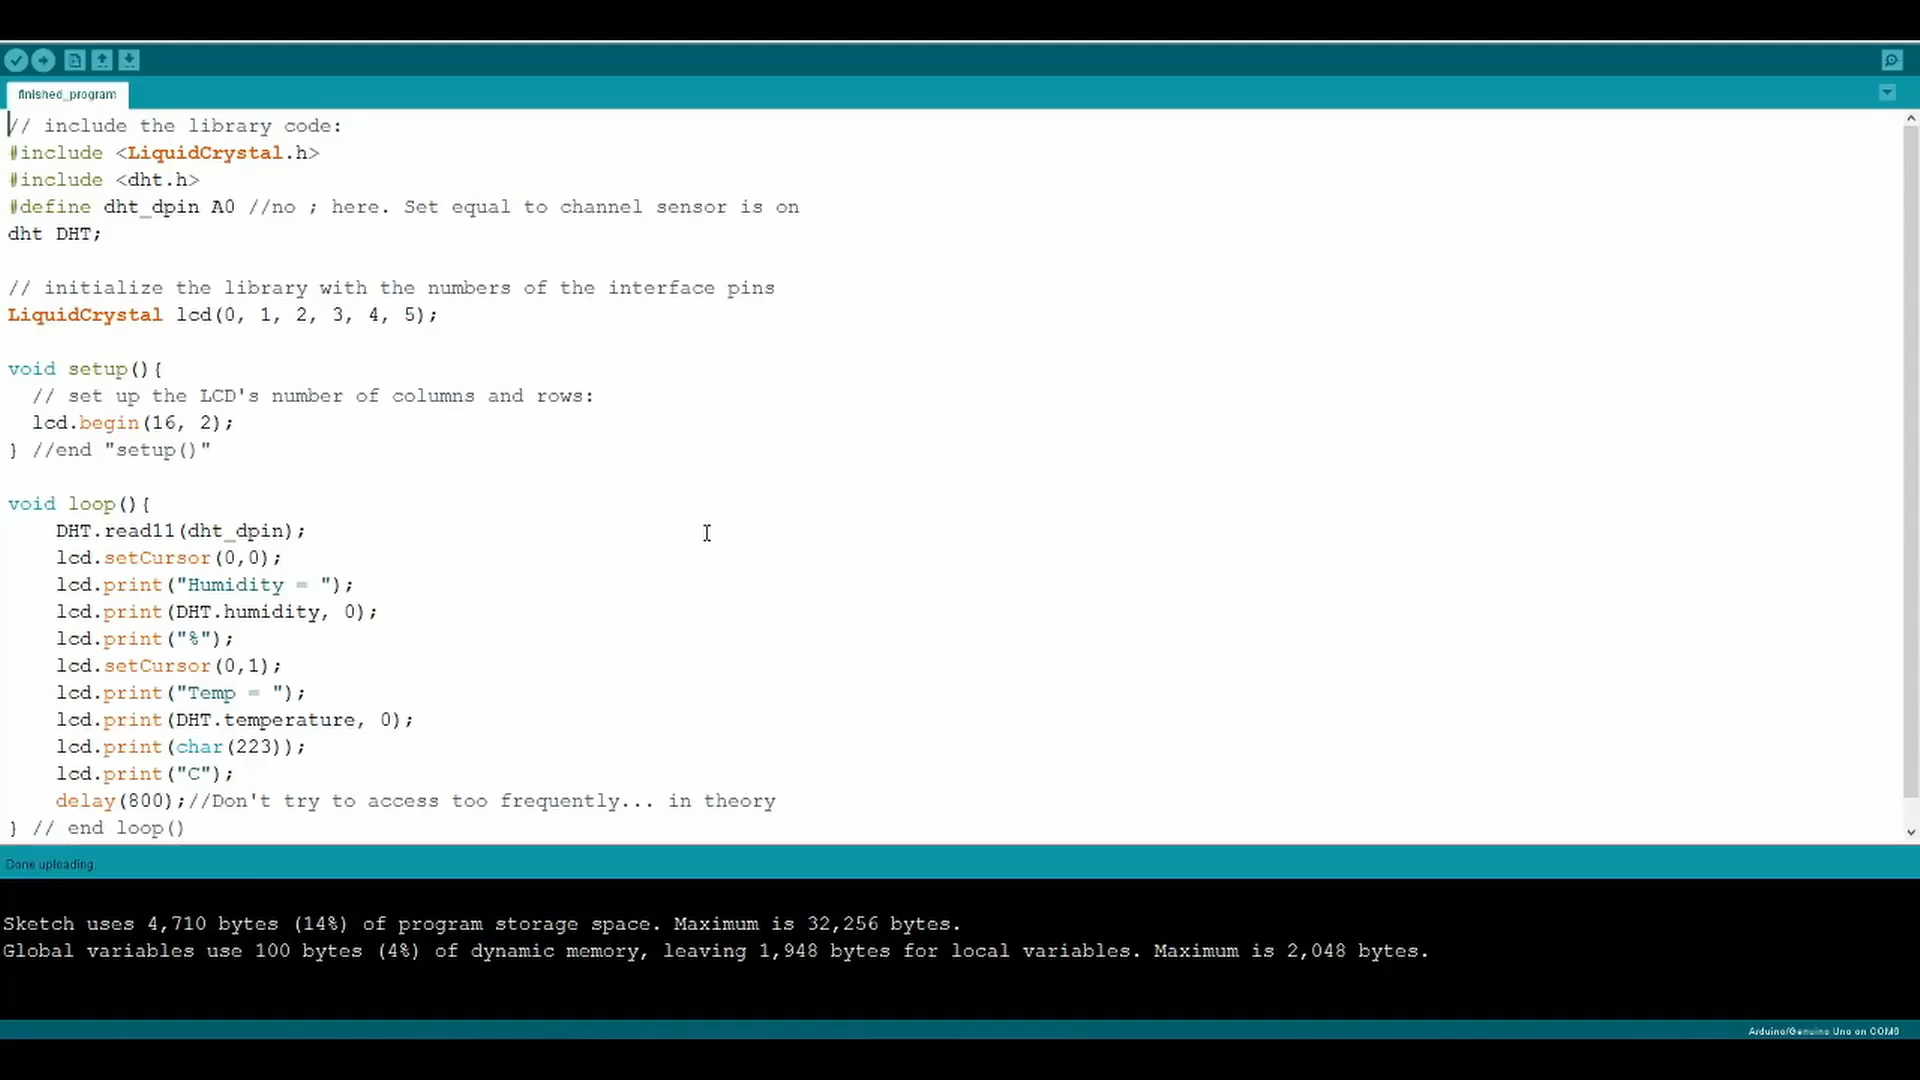 finished_program
// include the library code:
#include <LiquidCrystal.h>
#include <dht.h>
#define dht_dpin A0 //no ; here. Set equal to channel sensor is on
dht DHT;
// initialize the library with the numbers of the interface pins
LiquidCrystal lcd(0, 1, 2, 3, 4, 5);
void setup(){
  // set up the LCD's number of columns and rows:
  lcd.begin(16, 2);
} //end "setup()"
void loop(){
    DHT.read11(dht_dpin);
    lcd.setCursor(0,0);
    lcd.print("Humidity = ");
    lcd.print(DHT.humidity, 0);
    lcd.print("%");
    lcd.setCursor(0,1);
    lcd.print("Temp = ");
    lcd.print(DHT.temperature, 0);
    lcd.print(char(223));
    lcd.print("C");
    delay(800);//Don't try to access too frequently... in theory
} // end loop()
Done uploading.
Sketch uses 4,710 bytes (14%) of program storage space. Maximum is 32,256 bytes.
Global variables use 100 bytes (4%) of dynamic memory, leaving 1,948 bytes for local variables. Maximum is 2,048 bytes.
Arduino/Genuino Uno on